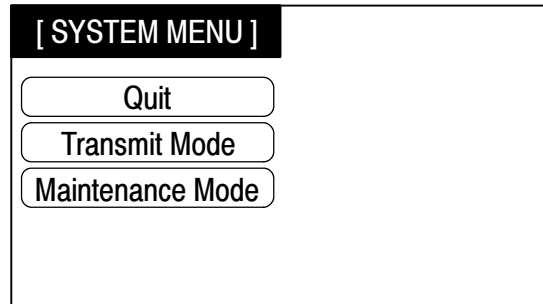 [ SYSTEM MENU ]
Quit
Transmit Mode
Maintenance Mode